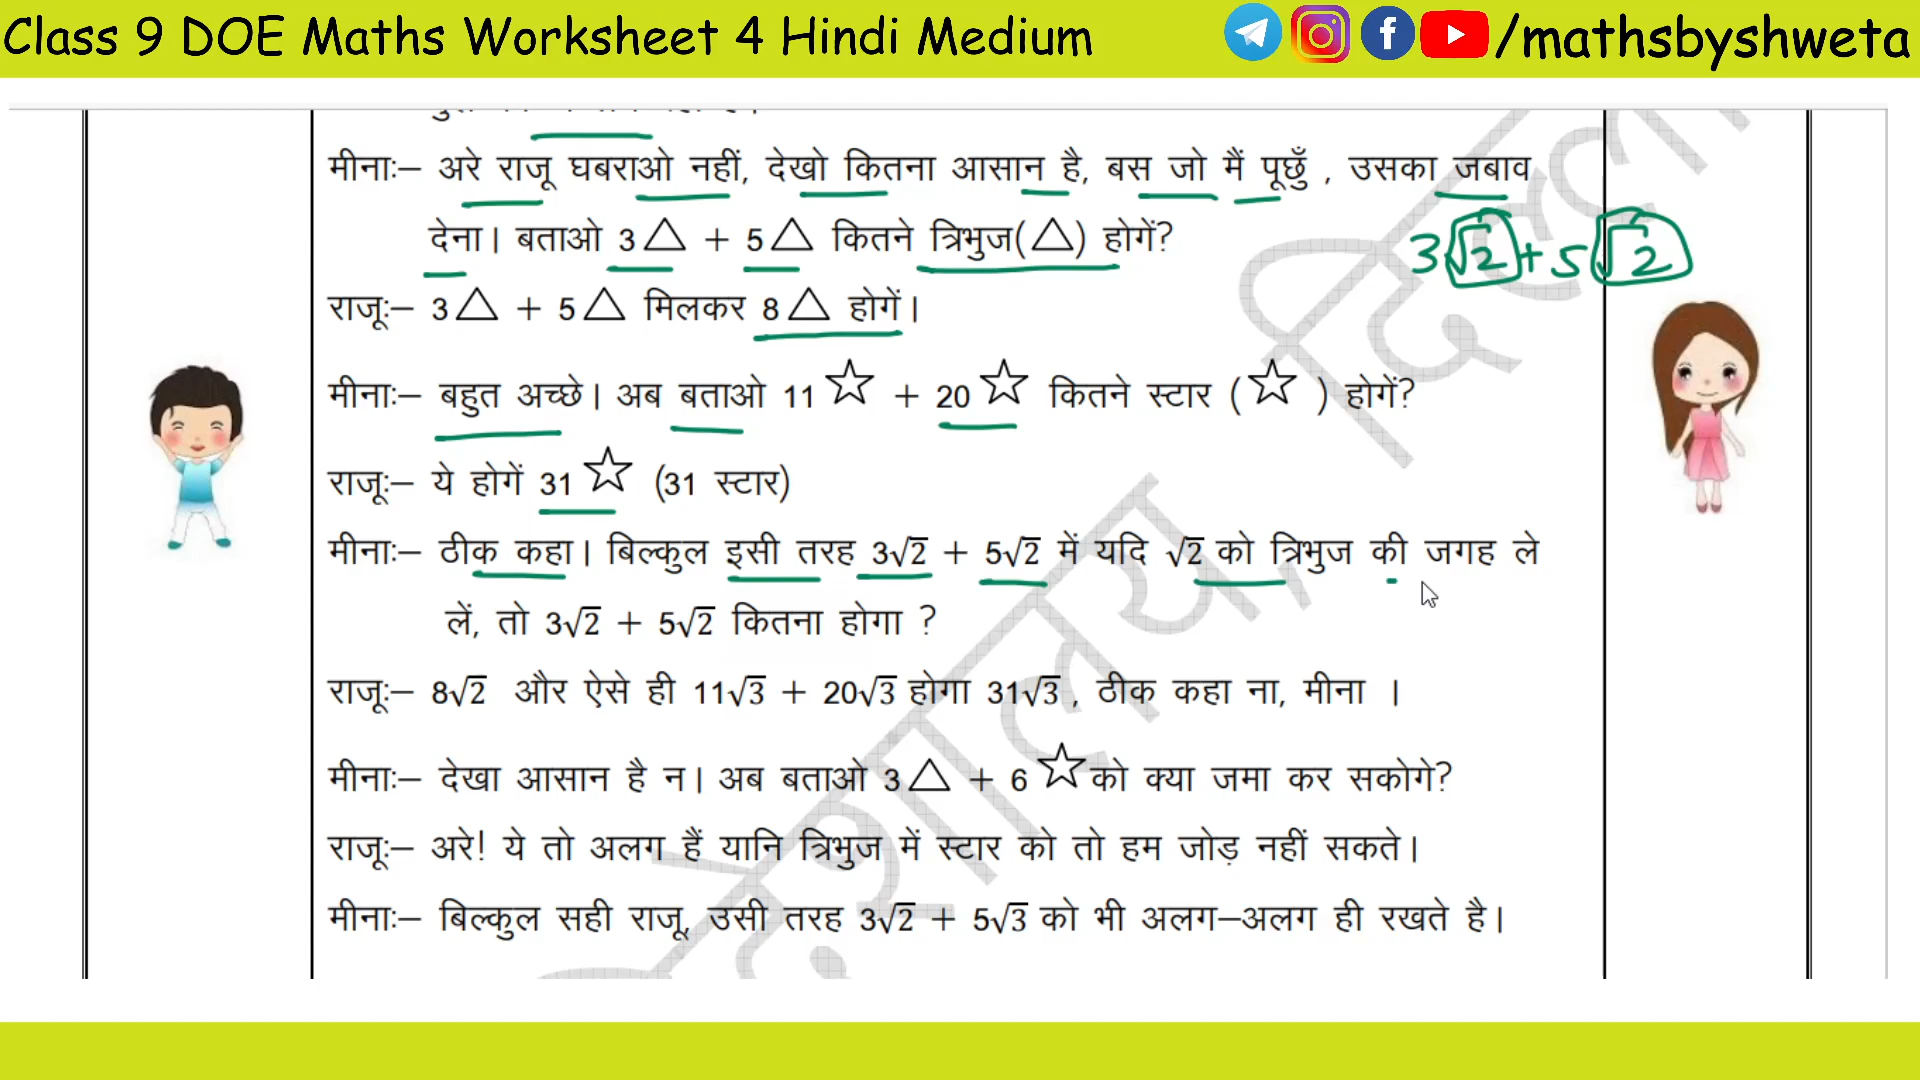 Class 9 DOE Maths Worksheet 4 Hindi Medium
/mathsbyshweta
मीनाः– अरे राजू घबराओ नहीं, देखो कितना आसान है, बस जो मैं पूछुँ , उसका जबाव
देना। बताओ 3△ + 5△ कितने त्रिभुज(△) होगें?
3√2 + 5√2
राजूः– 3△ + 5△ मिलकर 8△ होगें।
मीनाः– बहुत अच्छे। अब बताओ 11☆ + 20☆ कितने स्टार (☆) होगें?
राजूः– ये होगें 31☆ (31 स्टार)
मीनाः– ठीक कहा। बिल्कुल इसी तरह 3√2 + 5√2 में यदि √2 को त्रिभुज की जगह ले
लें, तो 3√2 + 5√2 कितना होगा ?
राजूः– 8√2 और ऐसे ही 11√3 + 20√3 होगा 31√3, ठीक कहा ना, मीना ।
मीनाः– देखा आसान है न। अब बताओ 3△ + 6☆को क्या जमा कर सकोगे?
राजूः– अरे! ये तो अलग हैं यानि त्रिभुज में स्टार को तो हम जोड़ नहीं सकते।
मीनाः– बिल्कुल सही राजू, उसी तरह 3√2 + 5√3 को भी अलग–अलग ही रखते है।